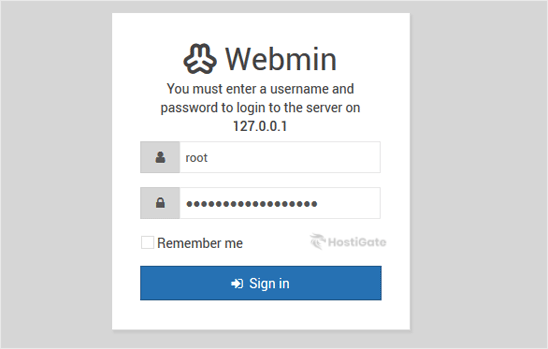 Webmin
You must enter a username and
password to login to the server on
127.0.0.1
root
●●●●●●●●●●●●●●●●●●
Remember me
HostiGate
Sign in